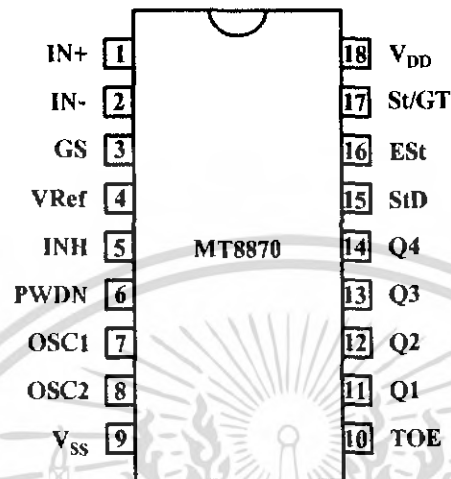 IN+ 1 18 VDD
IN- 2 17 St/GT
GS 3 16 ESt
VRef 4 15 StD
INH 5 MT8870 14 Q4
PWDN 6 13 Q3
OSC1 7 12 Q2
OSC2 8 11 Q1
VSS 9 10 TOE